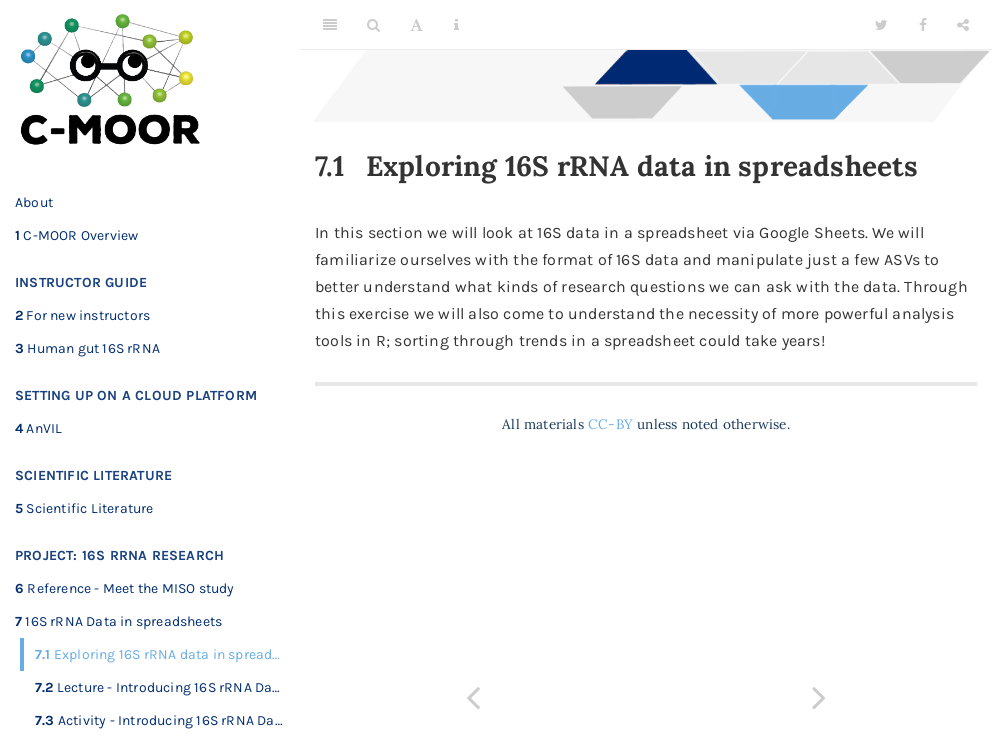 C-MOOR
About
1 C-MOOR Overview
INSTRUCTOR GUIDE
2 For new instructors
3 Human gut 16S rRNA
SETTING UP ON A CLOUD PLATFORM
4 AnVIL
SCIENTIFIC LITERATURE
5 Scientific Literature
PROJECT: 16S RRNA RESEARCH
6 Reference - Meet the MISO study
7 16S rRNA Data in spreadsheets
7.1 Exploring 16S rRNA data in spread...
7.2 Lecture - Introducing 16S rRNA Da...
7.3 Activity - Introducing 16S rRNA Da...
7.1 Exploring 16S rRNA data in spreadsheets
In this section we will look at 16S data in a spreadsheet via Google Sheets. We will
familiarize ourselves with the format of 16S data and manipulate just a few ASVs to
better understand what kinds of research questions we can ask with the data. Through
this exercise we will also come to understand the necessity of more powerful analysis
tools in R; sorting through trends in a spreadsheet could take years!
All materials CC-BY unless noted otherwise.